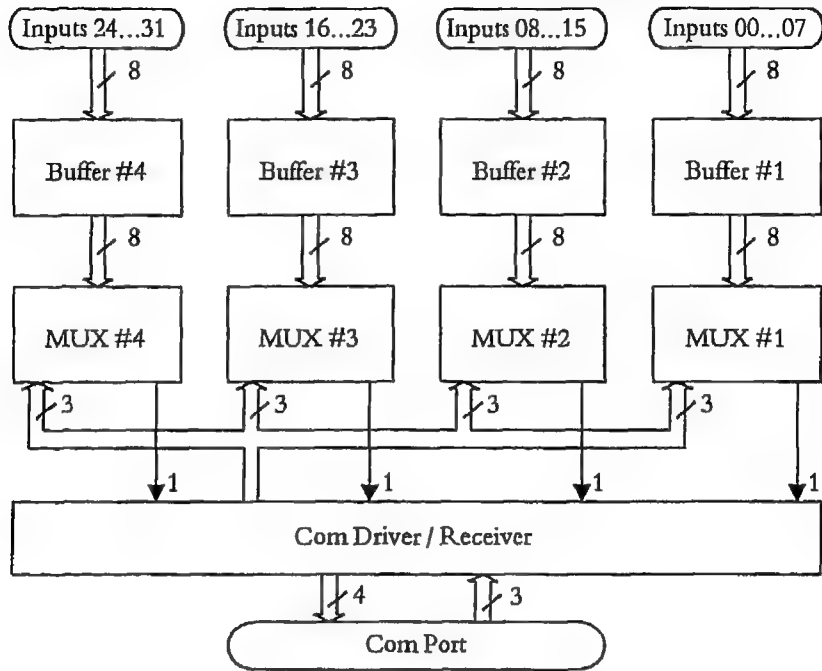 Inputs 24...31 Inputs 16...23 Inputs 08...15 Inputs 00...07
8 8 8 8
Buffer #4 Buffer #3 Buffer #2 Buffer #1
8 8 8 8
MUX #4 MUX #3 MUX #2 MUX #1
3 3 3 3
1 1 1 1
Com Driver / Receiver
4 3
Com Port